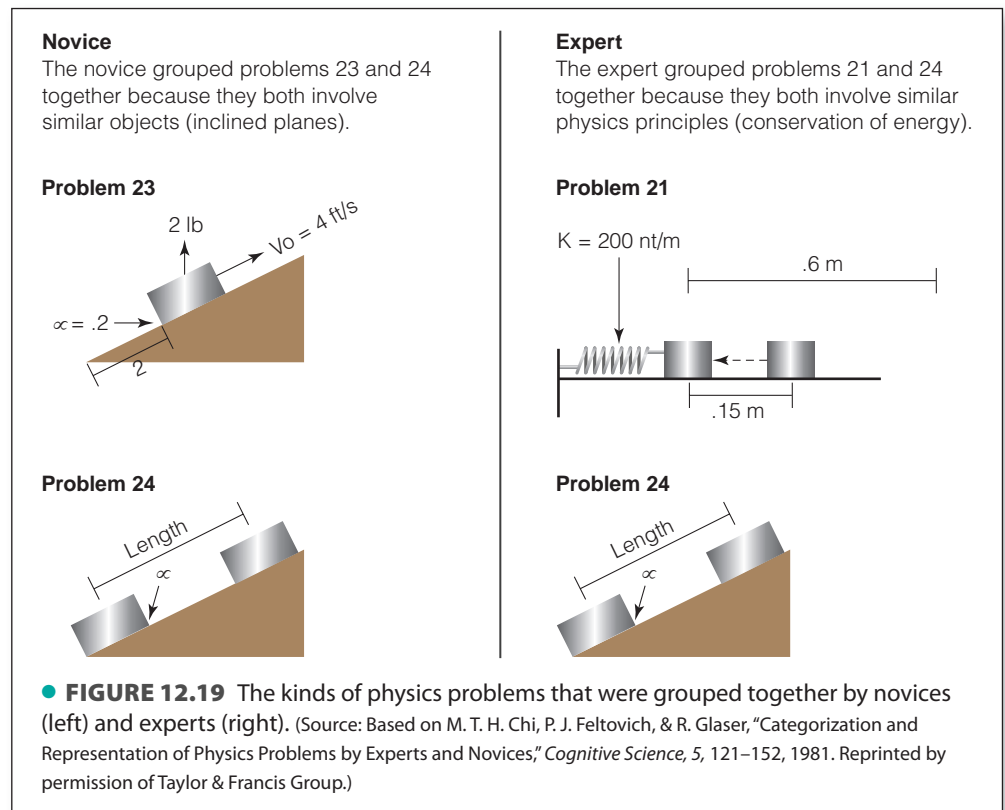 Novice
The novice grouped problems 23 and 24
together because they both involve
similar objects (inclined planes).
Problem 23
2 lb
Vo = 4 ft/s
∝ = .2
2
Problem 24
Length
∝
Expert
The expert grouped problems 21 and 24
together because they both involve similar
physics principles (conservation of energy).
Problem 21
K = 200 nt/m
.6 m
.15 m
Problem 24
Length
∝
● FIGURE 12.19 The kinds of physics problems that were grouped together by novices
(left) and experts (right). (Source: Based on M. T. H. Chi, P. J. Feltovich, & R. Glaser, “Categorization and
Representation of Physics Problems by Experts and Novices,” Cognitive Science, 5, 121–152, 1981. Reprinted by
permission of Taylor & Francis Group.)